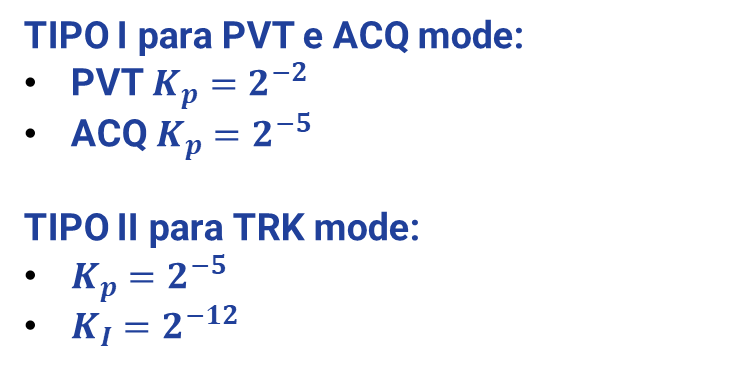 TIPO I para PVT e ACQ mode:
• PVT $K_p = 2^{-2}$
• ACQ $K_p = 2^{-5}$
TIPO II para TRK mode:
• $K_p = 2^{-5}$
• $K_I = 2^{-12}$